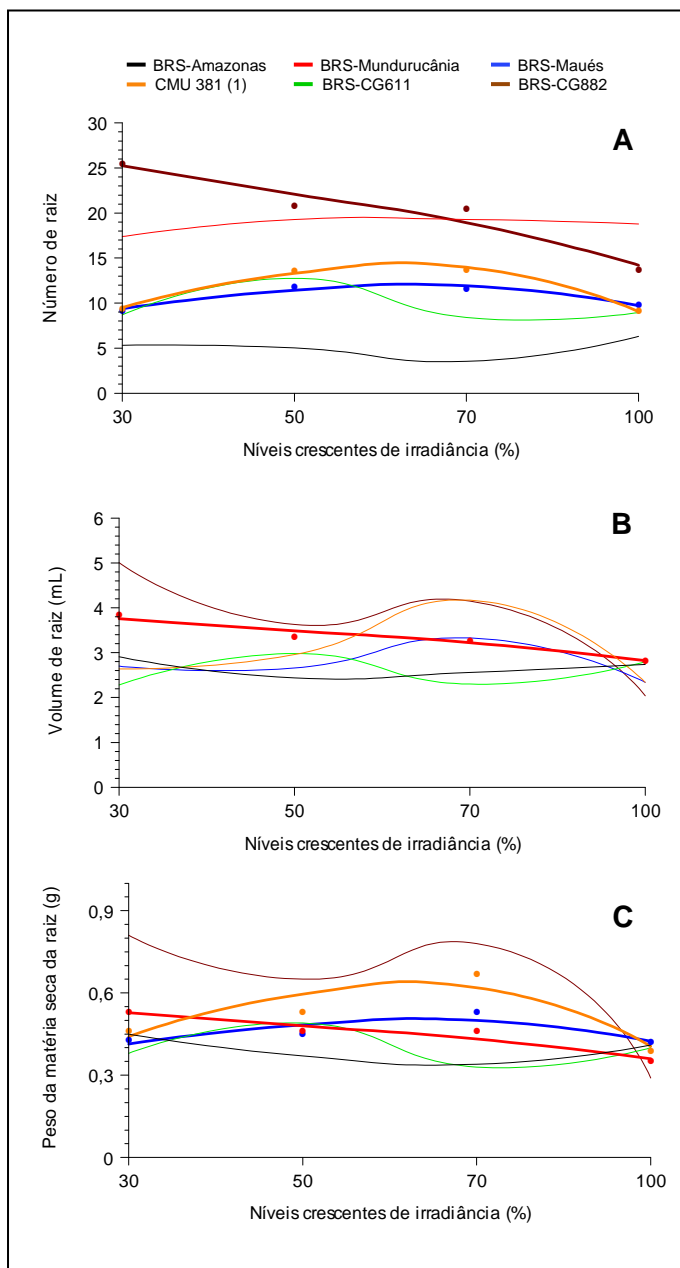 BRS-Amazonas BRS-Mundurucânia BRS-Maués
CMU 381 (1) BRS-CG611 BRS-CG882
A
30
25
20
15
10
5
0
Número de raiz
30 50 70 100
Níveis crescentes de irradiância (%)
B
6
5
4
3
2
1
0
Volume de raiz (mL)
30 50 70 100
Níveis crescentes de irradiância (%)
C
0,9
0,6
0,3
0
Peso da matéria seca da raiz (g)
30 50 70 100
Níveis crescentes de irradiância (%)